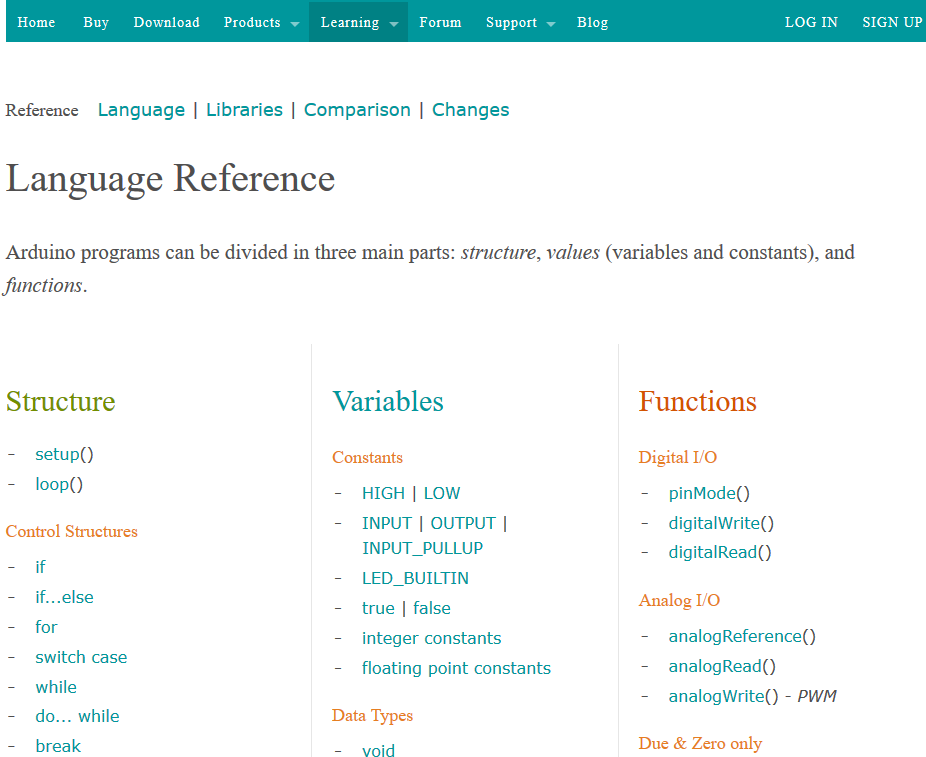 Home Buy Download Products Learning Forum Support Blog LOG IN SIGN UP
Reference Language | Libraries | Comparison | Changes
Language Reference
Arduino programs can be divided in three main parts: structure, values (variables and constants), and
functions.
Structure
- setup()
- loop()
Control Structures
- if
- if...else
- for
- switch case
- while
- do... while
- break
Variables
Constants
- HIGH | LOW
- INPUT | OUTPUT |
INPUT_PULLUP
- LED_BUILTIN
- true | false
- integer constants
- floating point constants
Data Types
- void
Functions
Digital I/O
- pinMode()
- digitalWrite()
- digitalRead()
Analog I/O
- analogReference()
- analogRead()
- analogWrite() - PWM
Due & Zero only